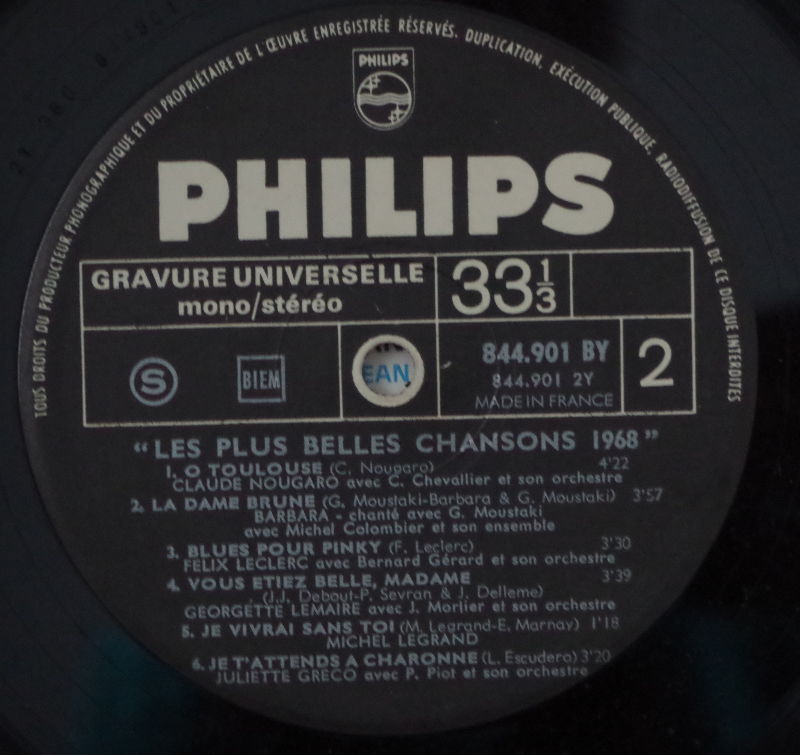 TOUS DROITS DU PRODUCTEUR PHONOGRAPHIQUE ET DU PROPRIÉTAIRE DE L'ŒUVRE ENREGISTRÉE RÉSERVÉS. DUPLICATION, EXÉCUTION PUBLIQUE, RADIODIFFUSION DE CE DISQUE INTERDITES
PHILIPS
PHILIPS
GRAVURE UNIVERSELLE
mono/stéréo
33 1/3
S
BIEM
EAN
844.901 BY
844.901 2Y
MADE IN FRANCE
2
"LES PLUS BELLES CHANSONS 1968"
1. O TOULOUSE (C. Nougaro) 4'22
CLAUDE NOUGARO avec C. Chevallier et son orchestre
2. LA DAME BRUNE (G. Moustaki-Barbara & G. Moustaki) 3'57
BARBARA - chanté avec G. Moustaki
avec Michel Colombier et son ensemble
3. BLUES POUR PINKY (F. Leclerc) 3'30
FELIX LECLERC avec Bernard Gérard et son orchestre
4. VOUS ETIEZ BELLE, MADAME 3'39
(J.J. Debout-P. Sevran & J. Delleme)
GEORGETTE LEMAIRE avec J. Morlier et son orchestre
5. JE VIVRAI SANS TOI (M. Legrand-E. Marnay) 1'18
MICHEL LEGRAND
6. JE T'ATTENDS A CHARONNE (L. Escudero) 3'20
JULIETTE GRECO avec P. Piot et son orchestre